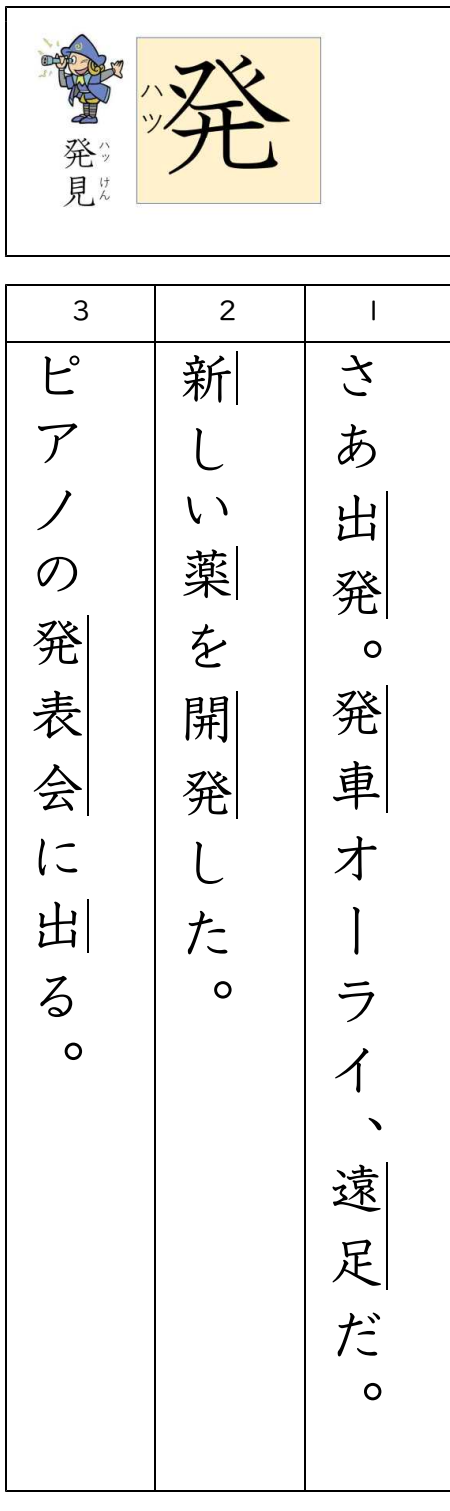 発
ハツ
発見
ハッけん
1
さあ出発。発車オーライ、遠足だ。
2
新しい薬を開発した。
3
ピアノの発表会に出る。